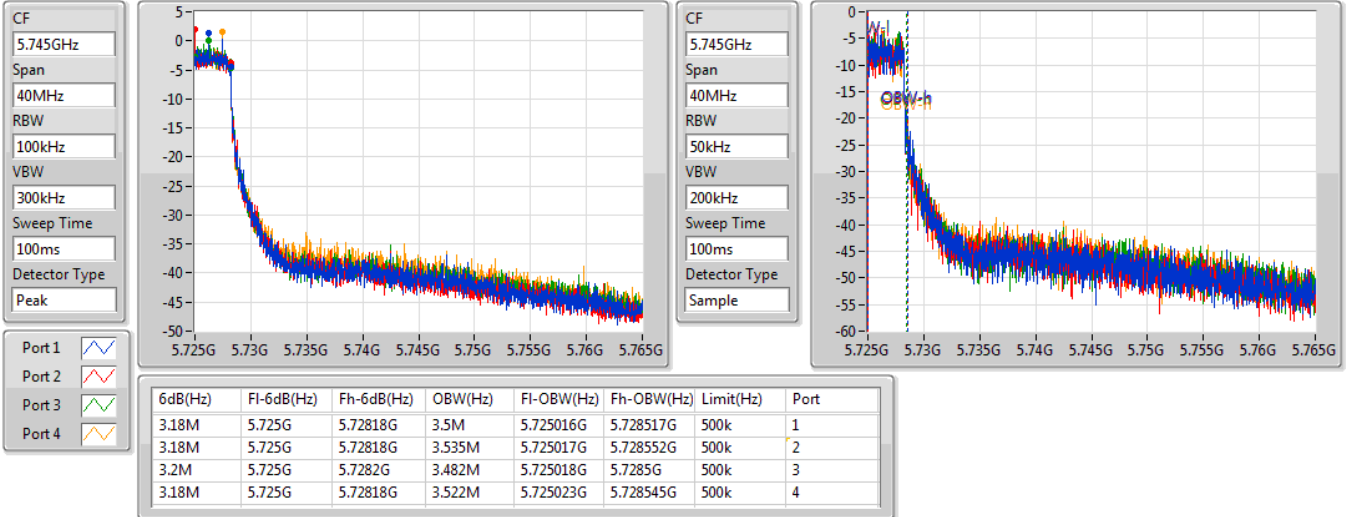 CF
5.745GHz
Span
40MHz
RBW
100kHz
VBW
300kHz
Sweep Time
100ms
Detector Type
Peak
5
0
-5
-10
-15
-20
-25
-30
-35
-40
-45
-50
5.725G 5.73G 5.735G 5.74G 5.745G 5.75G 5.755G 5.76G 5.765G
CF
5.745GHz
Span
40MHz
RBW
50kHz
VBW
200kHz
Sweep Time
100ms
Detector Type
Sample
0
-5
-10
-15
-20
-25
-30
-35
-40
-45
-50
-55
-60
OBW-h
5.725G 5.73G 5.735G 5.74G 5.745G 5.75G 5.755G 5.76G 5.765G
Port 1
Port 2
Port 3
Port 4
6dB(Hz) Fl-6dB(Hz) Fh-6dB(Hz) OBW(Hz) Fl-OBW(Hz) Fh-OBW(Hz) Limit(Hz) Port
3.18M 5.725G 5.72818G 3.5M 5.725016G 5.728517G 500k 1
3.18M 5.725G 5.72818G 3.535M 5.725017G 5.728552G 500k 2
3.2M 5.725G 5.7282G 3.482M 5.725018G 5.7285G 500k 3
3.18M 5.725G 5.72818G 3.522M 5.725023G 5.728545G 500k 4